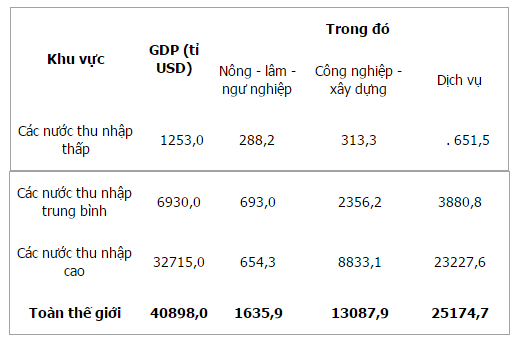 Khu vực
GDP (tỉ
USD)
Trong đó
Nông - lâm -
ngư nghiệp
Công nghiệp -
xây dựng
Dịch vụ
Các nước thu nhập
thấp
1253,0 288,2 313,3 . 651,5
Các nước thu nhập
trung bình
6930,0 693,0 2356,2 3880,8
Các nước thu nhập
cao
32715,0 654,3 8833,1 23227,6
Toàn thế giới 40898,0 1635,9 13087,9 25174,7